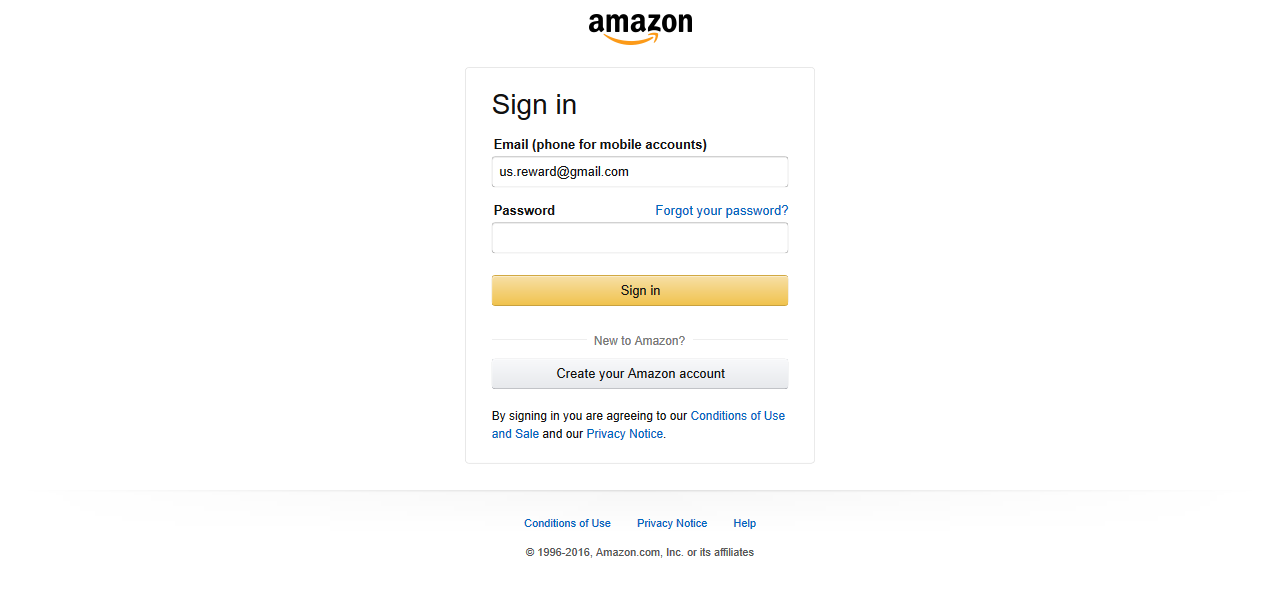 amazon
Sign in
Email (phone for mobile accounts)
us.reward@gmail.com
Password Forgot your password?
Sign in
New to Amazon?
Create your Amazon account
By signing in you are agreeing to our Conditions of Use
and Sale and our Privacy Notice.
Conditions of Use Privacy Notice Help
© 1996-2016, Amazon.com, Inc. or its affiliates